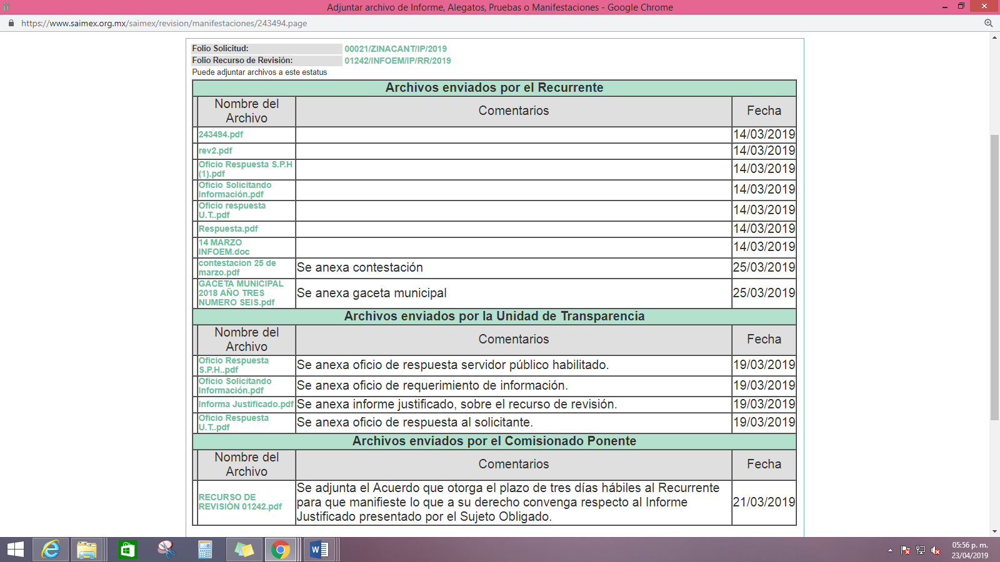 Adjuntar archivo de Informe, Alegatos, Pruebas o Manifestaciones - Google Chrome
https://www.saimex.org.mx/saimex/revision/manifestaciones/243494.page
Folio Solicitud: 00021/ZINACANT/IP/2019
Folio Recurso de Revisión: 01242/INFOEM/IP/RR/2019
Puede adjuntar archivos a este estatus
Archivos enviados por el Recurrente
Nombre del
Archivo
Comentarios
Fecha
243494.pdf
14/03/2019
rev2.pdf
14/03/2019
Oficio Respuesta S.P.H
(1).pdf
14/03/2019
Oficio Solicitando
Información.pdf
14/03/2019
Oficio respuesta
U.T..pdf
14/03/2019
Respuesta.pdf
14/03/2019
14 MARZO
INFOEM.doc
14/03/2019
contestacion 25 de
marzo.pdf
Se anexa contestación
25/03/2019
GACETA MUNICIPAL
2018 AÑO TRES
NUMERO SEIS.pdf
Se anexa gaceta municipal
25/03/2019
Archivos enviados por la Unidad de Transparencia
Nombre del
Archivo
Comentarios
Fecha
Oficio Respuesta
S.P.H..pdf
Se anexa oficio de respuesta servidor público habilitado.
19/03/2019
Oficio Solicitando
Información.pdf
Se anexa oficio de requerimiento de información.
19/03/2019
Informa Justificado.pdf
Se anexa informe justificado, sobre el recurso de revisión.
19/03/2019
Oficio Respuesta
U.T..pdf
Se anexa oficio de respuesta al solicitante.
19/03/2019
Archivos enviados por el Comisionado Ponente
Nombre del
Archivo
Comentarios
Fecha
RECURSO DE
REVISIÓN 01242.pdf
Se adjunta el Acuerdo que otorga el plazo de tres días hábiles al Recurrente
para que manifieste lo que a su derecho convenga respecto al Informe
Justificado presentado por el Sujeto Obligado.
21/03/2019
05:56 p. m.
23/04/2019